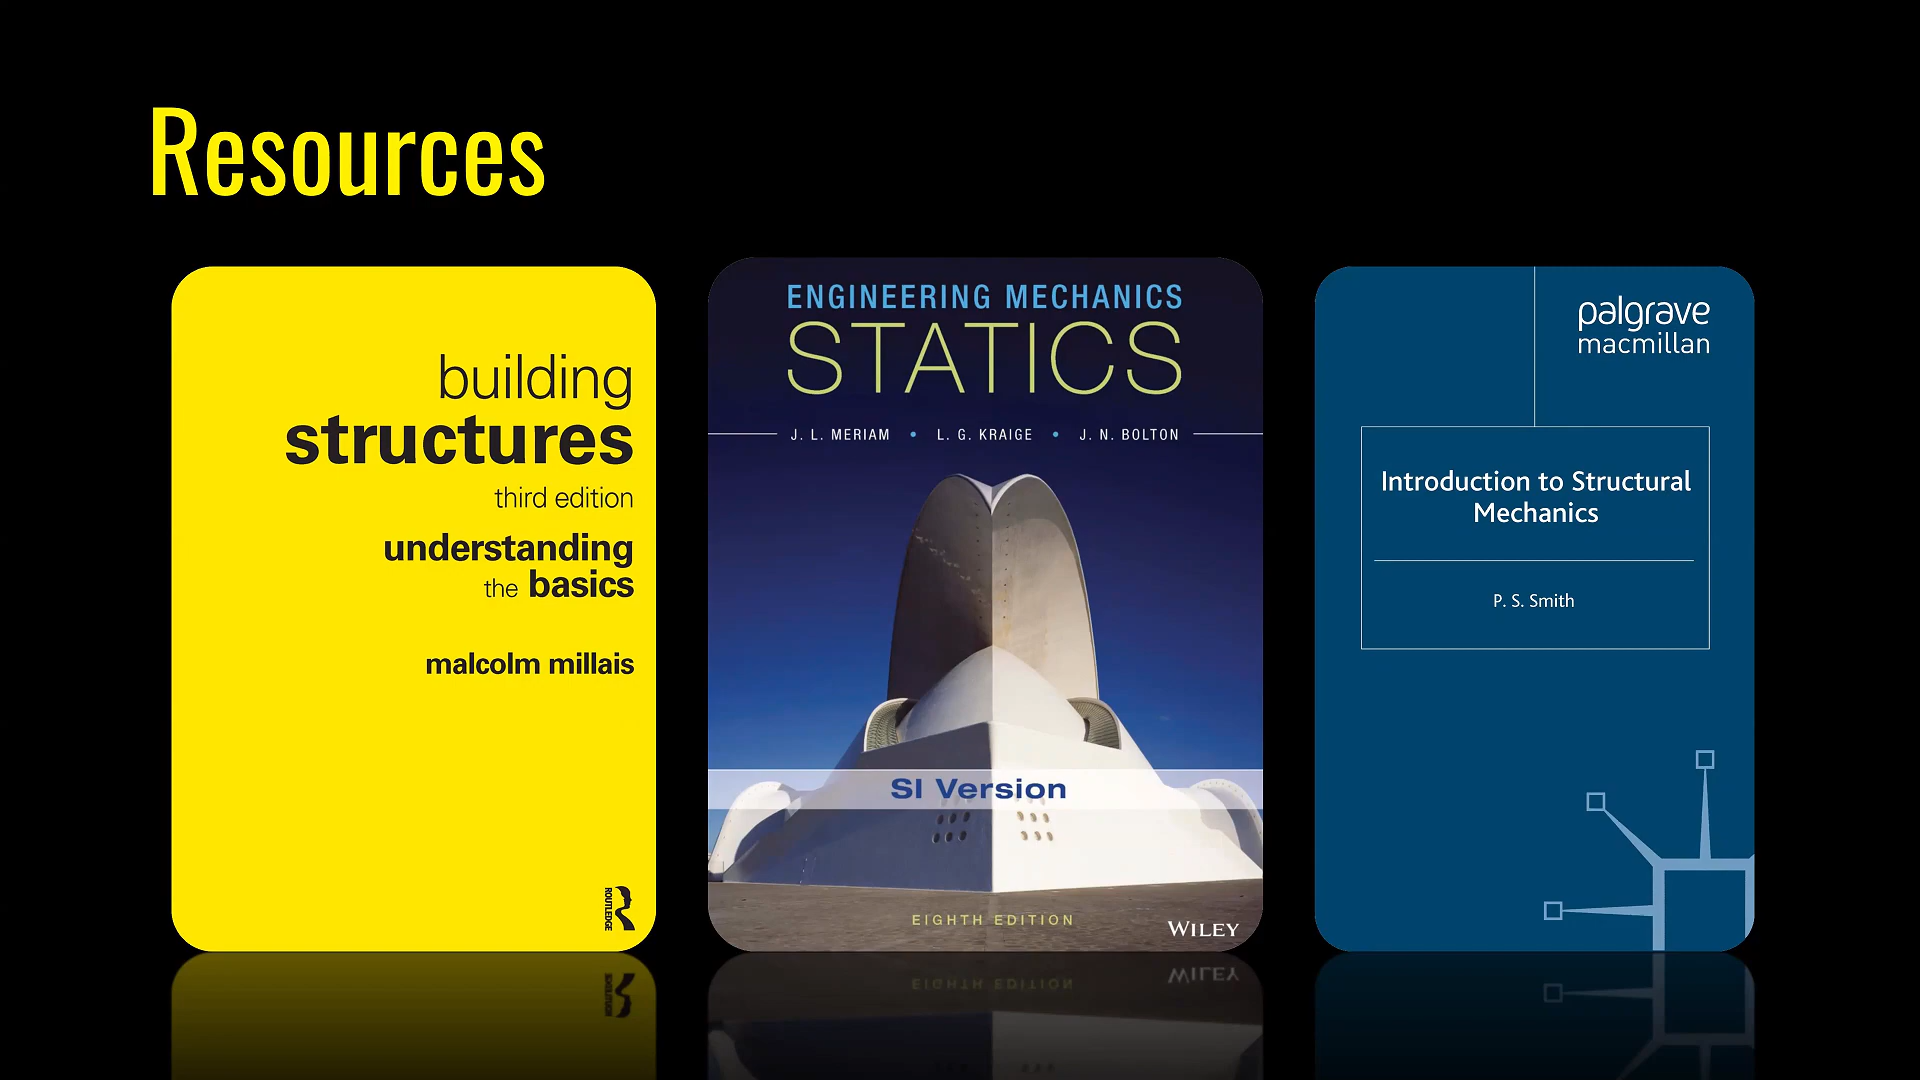 Resources
building
structures
third edition
understanding
the basics
malcolm millais
ROUTLEDGE
ENGINEERING MECHANICS
STATICS
J. L. MERIAM • L. G. KRAIGE • J. N. BOLTON
SI Version
EIGHTH EDITION
WILEY
palgrave
macmillan
Introduction to Structural
Mechanics
P. S. Smith